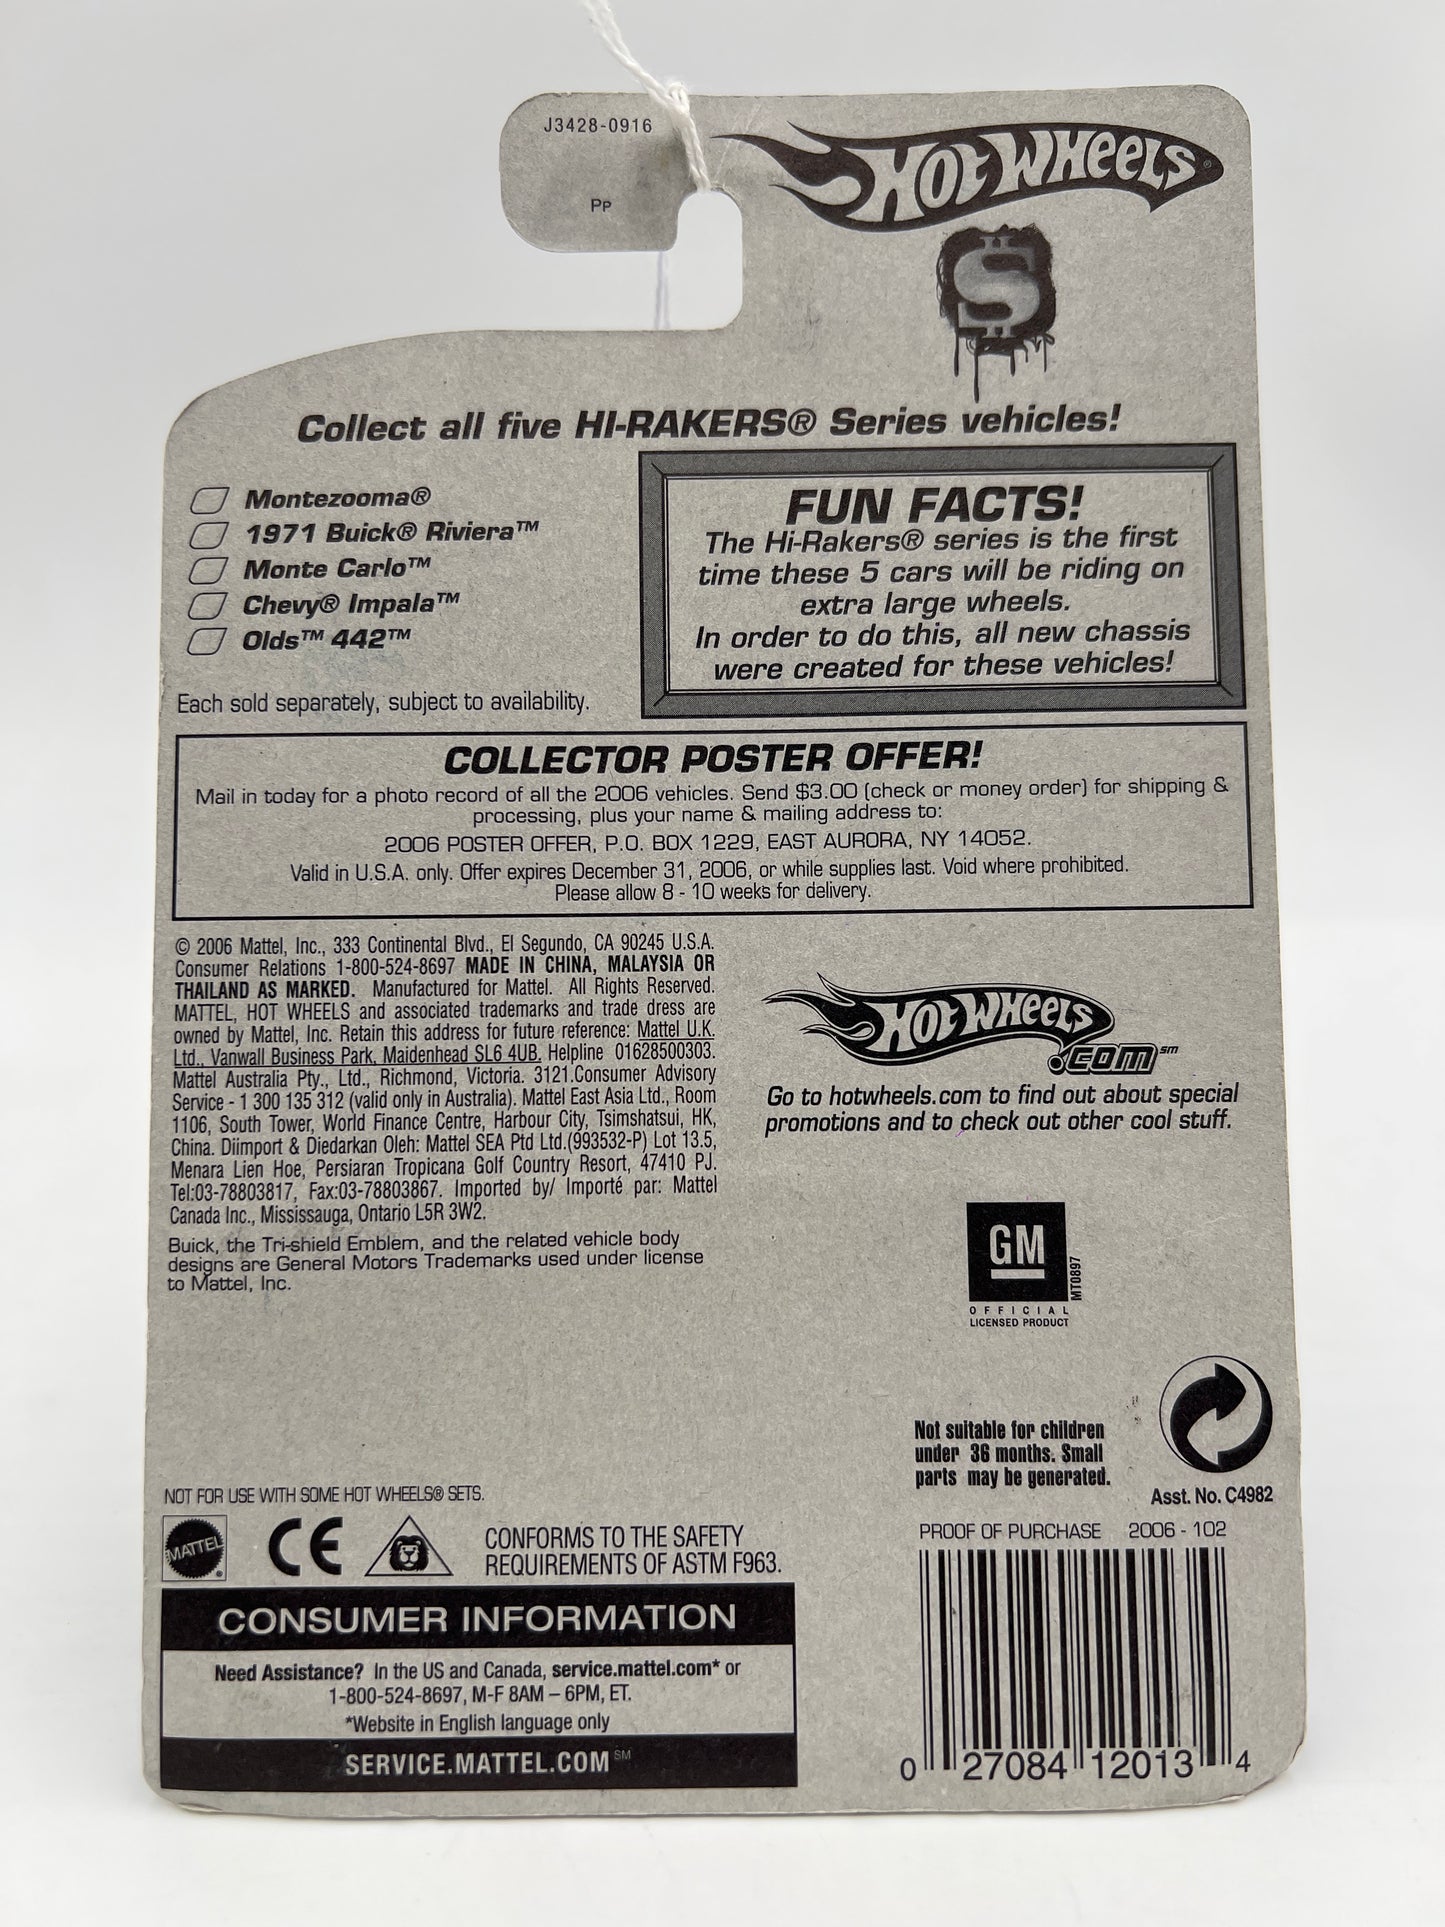 J3428-0916
PP
HOT WHEELS
$
Collect all five HI-RAKERS® Series vehicles!
Montezooma®
1971 Buick® Riviera™
Monte Carlo™
Chevy® Impala™
Olds™ 442™
Each sold separately, subject to availability.
FUN FACTS!
The Hi-Rakers® series is the first
time these 5 cars will be riding on
extra large wheels.
In order to do this, all new chassis
were created for these vehicles!
COLLECTOR POSTER OFFER!
Mail in today for a photo record of all the 2006 vehicles. Send $3.00 (check or money order) for shipping &
processing, plus your name & mailing address to:
2006 POSTER OFFER, P.O. BOX 1229, EAST AURORA, NY 14052.
Valid in U.S.A. only. Offer expires December 31, 2006, or while supplies last. Void where prohibited.
Please allow 8 - 10 weeks for delivery.
© 2006 Mattel, Inc., 333 Continental Blvd., El Segundo, CA 90245 U.S.A.
Consumer Relations 1-800-524-8697 MADE IN CHINA, MALAYSIA OR
THAILAND AS MARKED. Manufactured for Mattel. All Rights Reserved.
MATTEL, HOT WHEELS and associated trademarks and trade dress are
owned by Mattel, Inc. Retain this address for future reference: Mattel U.K.
Ltd., Vanwall Business Park, Maidenhead SL6 4UB. Helpline 01628500303.
Mattel Australia Pty., Ltd., Richmond, Victoria. 3121.Consumer Advisory
Service - 1 300 135 312 (valid only in Australia). Mattel East Asia Ltd., Room
1106, South Tower, World Finance Centre, Harbour City, Tsimshatsui, HK,
China. Diimport & Diedarkan Oleh: Mattel SEA Ptd Ltd.(993532-P) Lot 13.5,
Menara Lien Hoe, Persiaran Tropicana Golf Country Resort, 47410 PJ.
Tel:03-78803817, Fax:03-78803867. Imported by/ Importé par: Mattel
Canada Inc., Mississauga, Ontario L5R 3W2.
Buick, the Tri-shield Emblem, and the related vehicle body
designs are General Motors Trademarks used under license
to Mattel, Inc.
HOT WHEELS
.COM℠
Go to hotwheels.com to find out about special
promotions and to check out other cool stuff.
GM
MT0897
OFFICIAL
LICENSED PRODUCT
Not suitable for children
under 36 months. Small
parts may be generated.
Asst. No. C4982
NOT FOR USE WITH SOME HOT WHEELS® SETS.
MATTEL®
CE
CONFORMS TO THE SAFETY
REQUIREMENTS OF ASTM F963.
CONSUMER INFORMATION
Need Assistance? In the US and Canada, service.mattel.com* or
1-800-524-8697, M-F 8AM – 6PM, ET.
*Website in English language only
SERVICE.MATTEL.COM℠
PROOF OF PURCHASE 2006 - 102
0 27084 12013 4